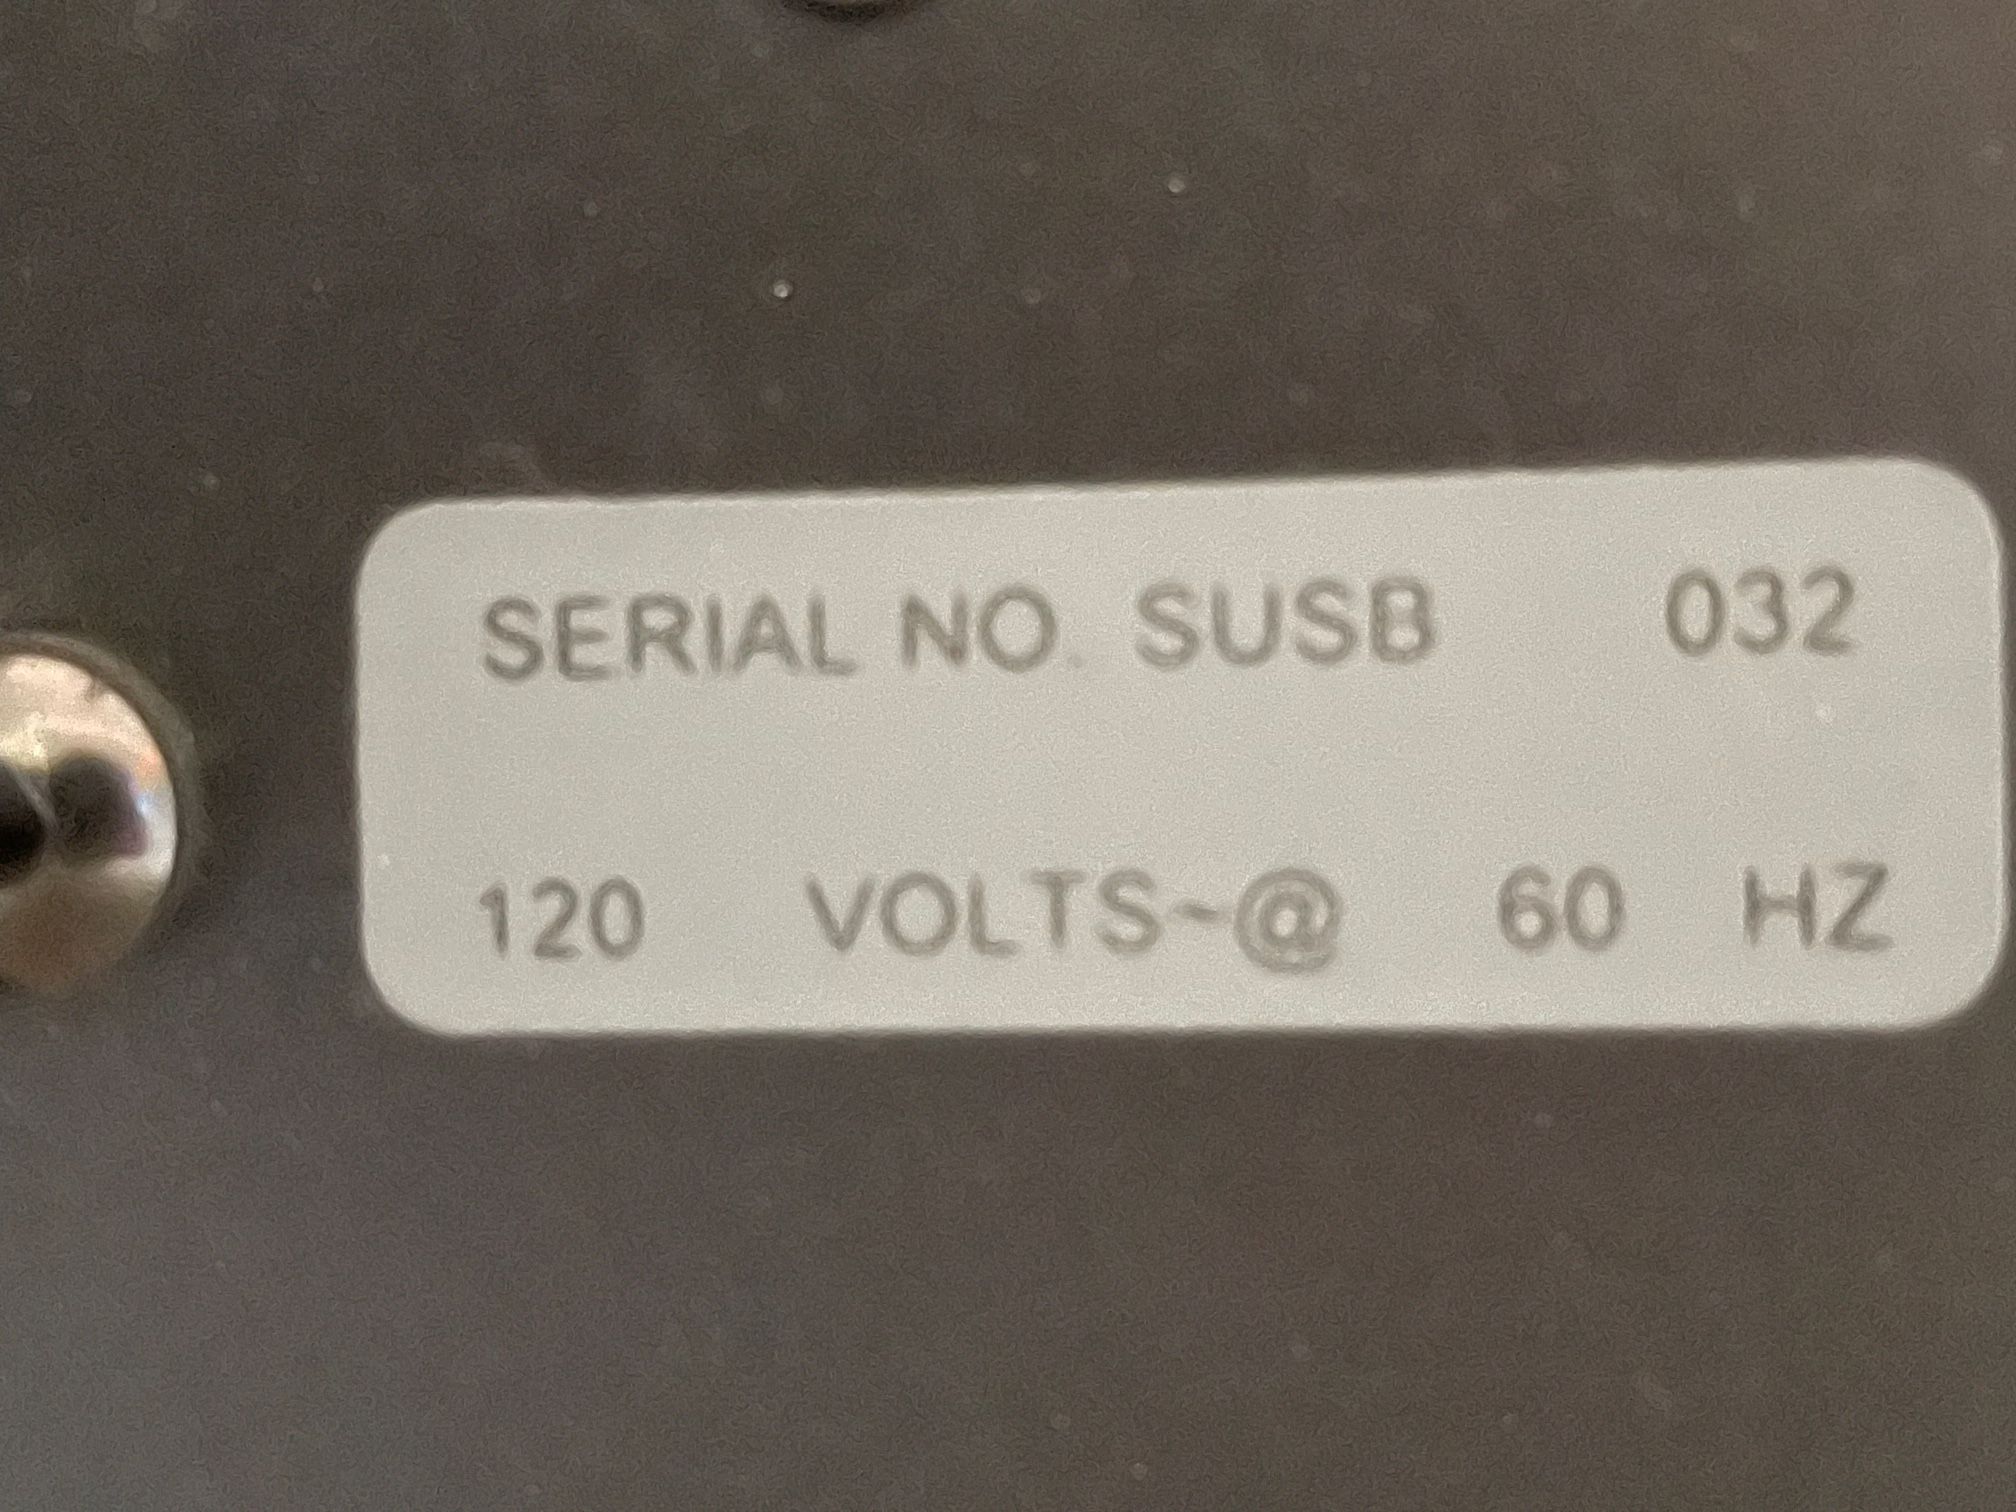 SERIAL NO. SUSB 032
120 VOLTS~@ 60 HZ